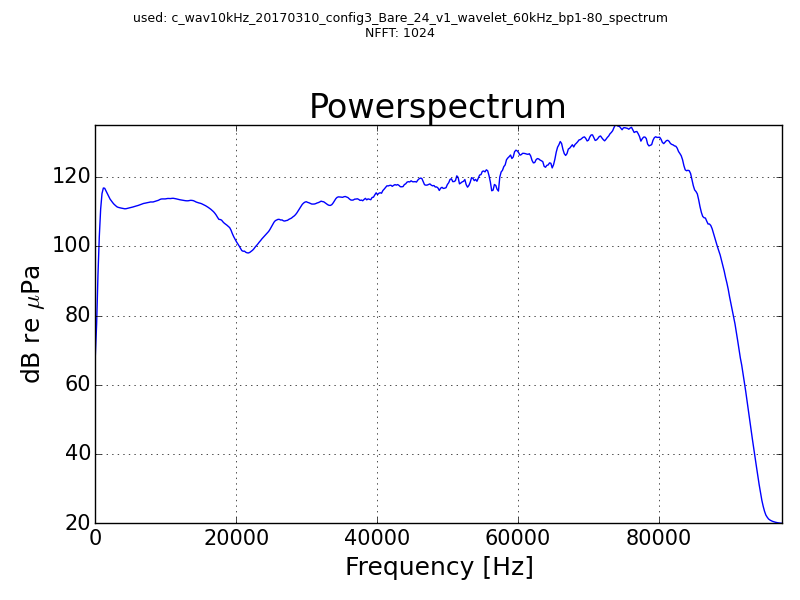 used: c_wav10kHz_20170310_config3_Bare_24_v1_wavelet_60kHz_bp1-80_spectrum
NFFT: 1024
Powerspectrum
dB re μPa
120
100
80
60
40
20
0 20000 40000 60000 80000
Frequency [Hz]